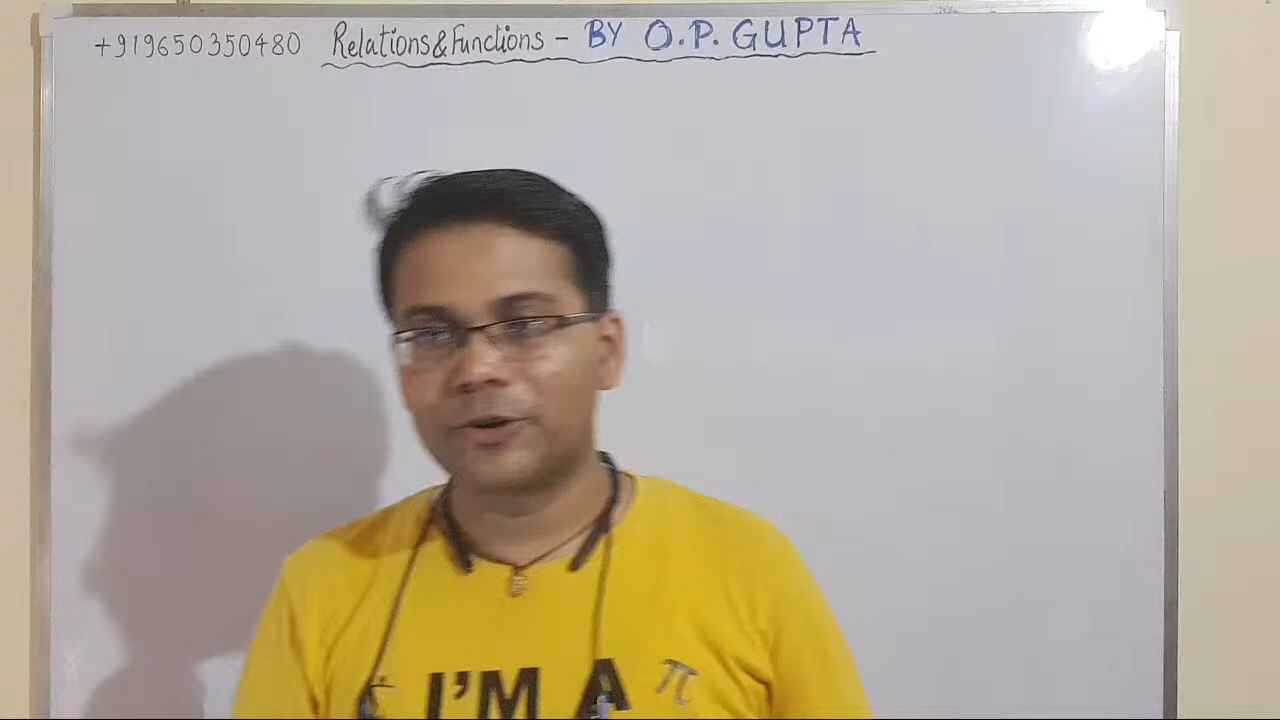 +919650350480 Relations & Functions - BY O.P. GUPTA
I'M A π